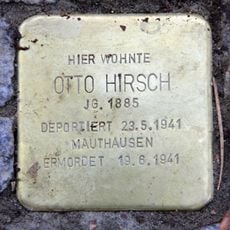 HIER WOHNTE
OTTO HIRSCH
JG. 1885
DEPORTIERT 23.5.1941
MAUTHAUSEN
ERMORDET 19.6.1941